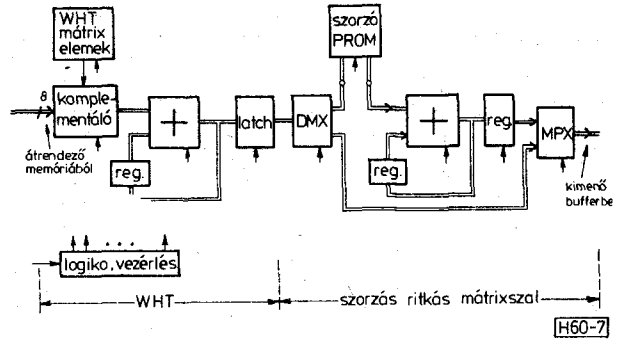 WHT
mátrix
elemek
szorzó
PROM
8
komple-
mentáló
+
latch
DMX
+
reg.
MPX
átrendező
memóriából
reg.
reg.
kimenő
bufferbe
logika, vezérlés
WHT
szorzás ritkás mátrixszal
H60-7